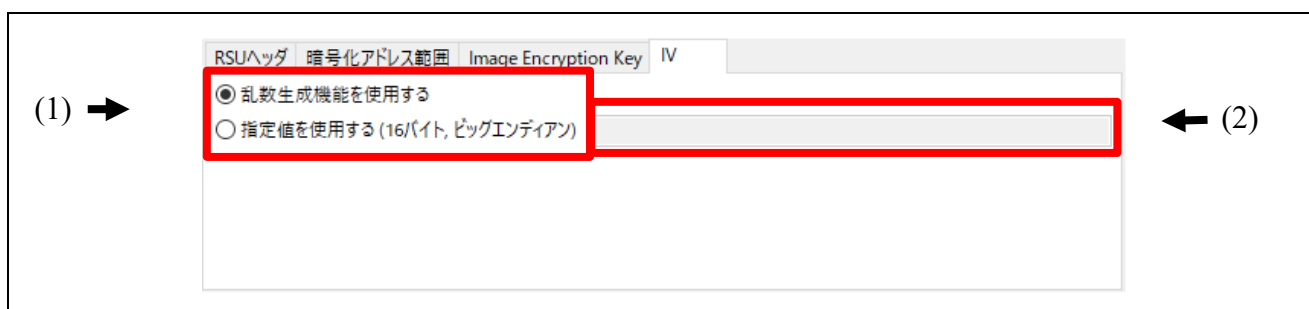 RSUヘッダ 暗号化アドレス範囲 Image Encryption Key IV
(1) 乱数生成機能を使用する
指定値を使用する (16バイト, ビッグエンディアン) (2)